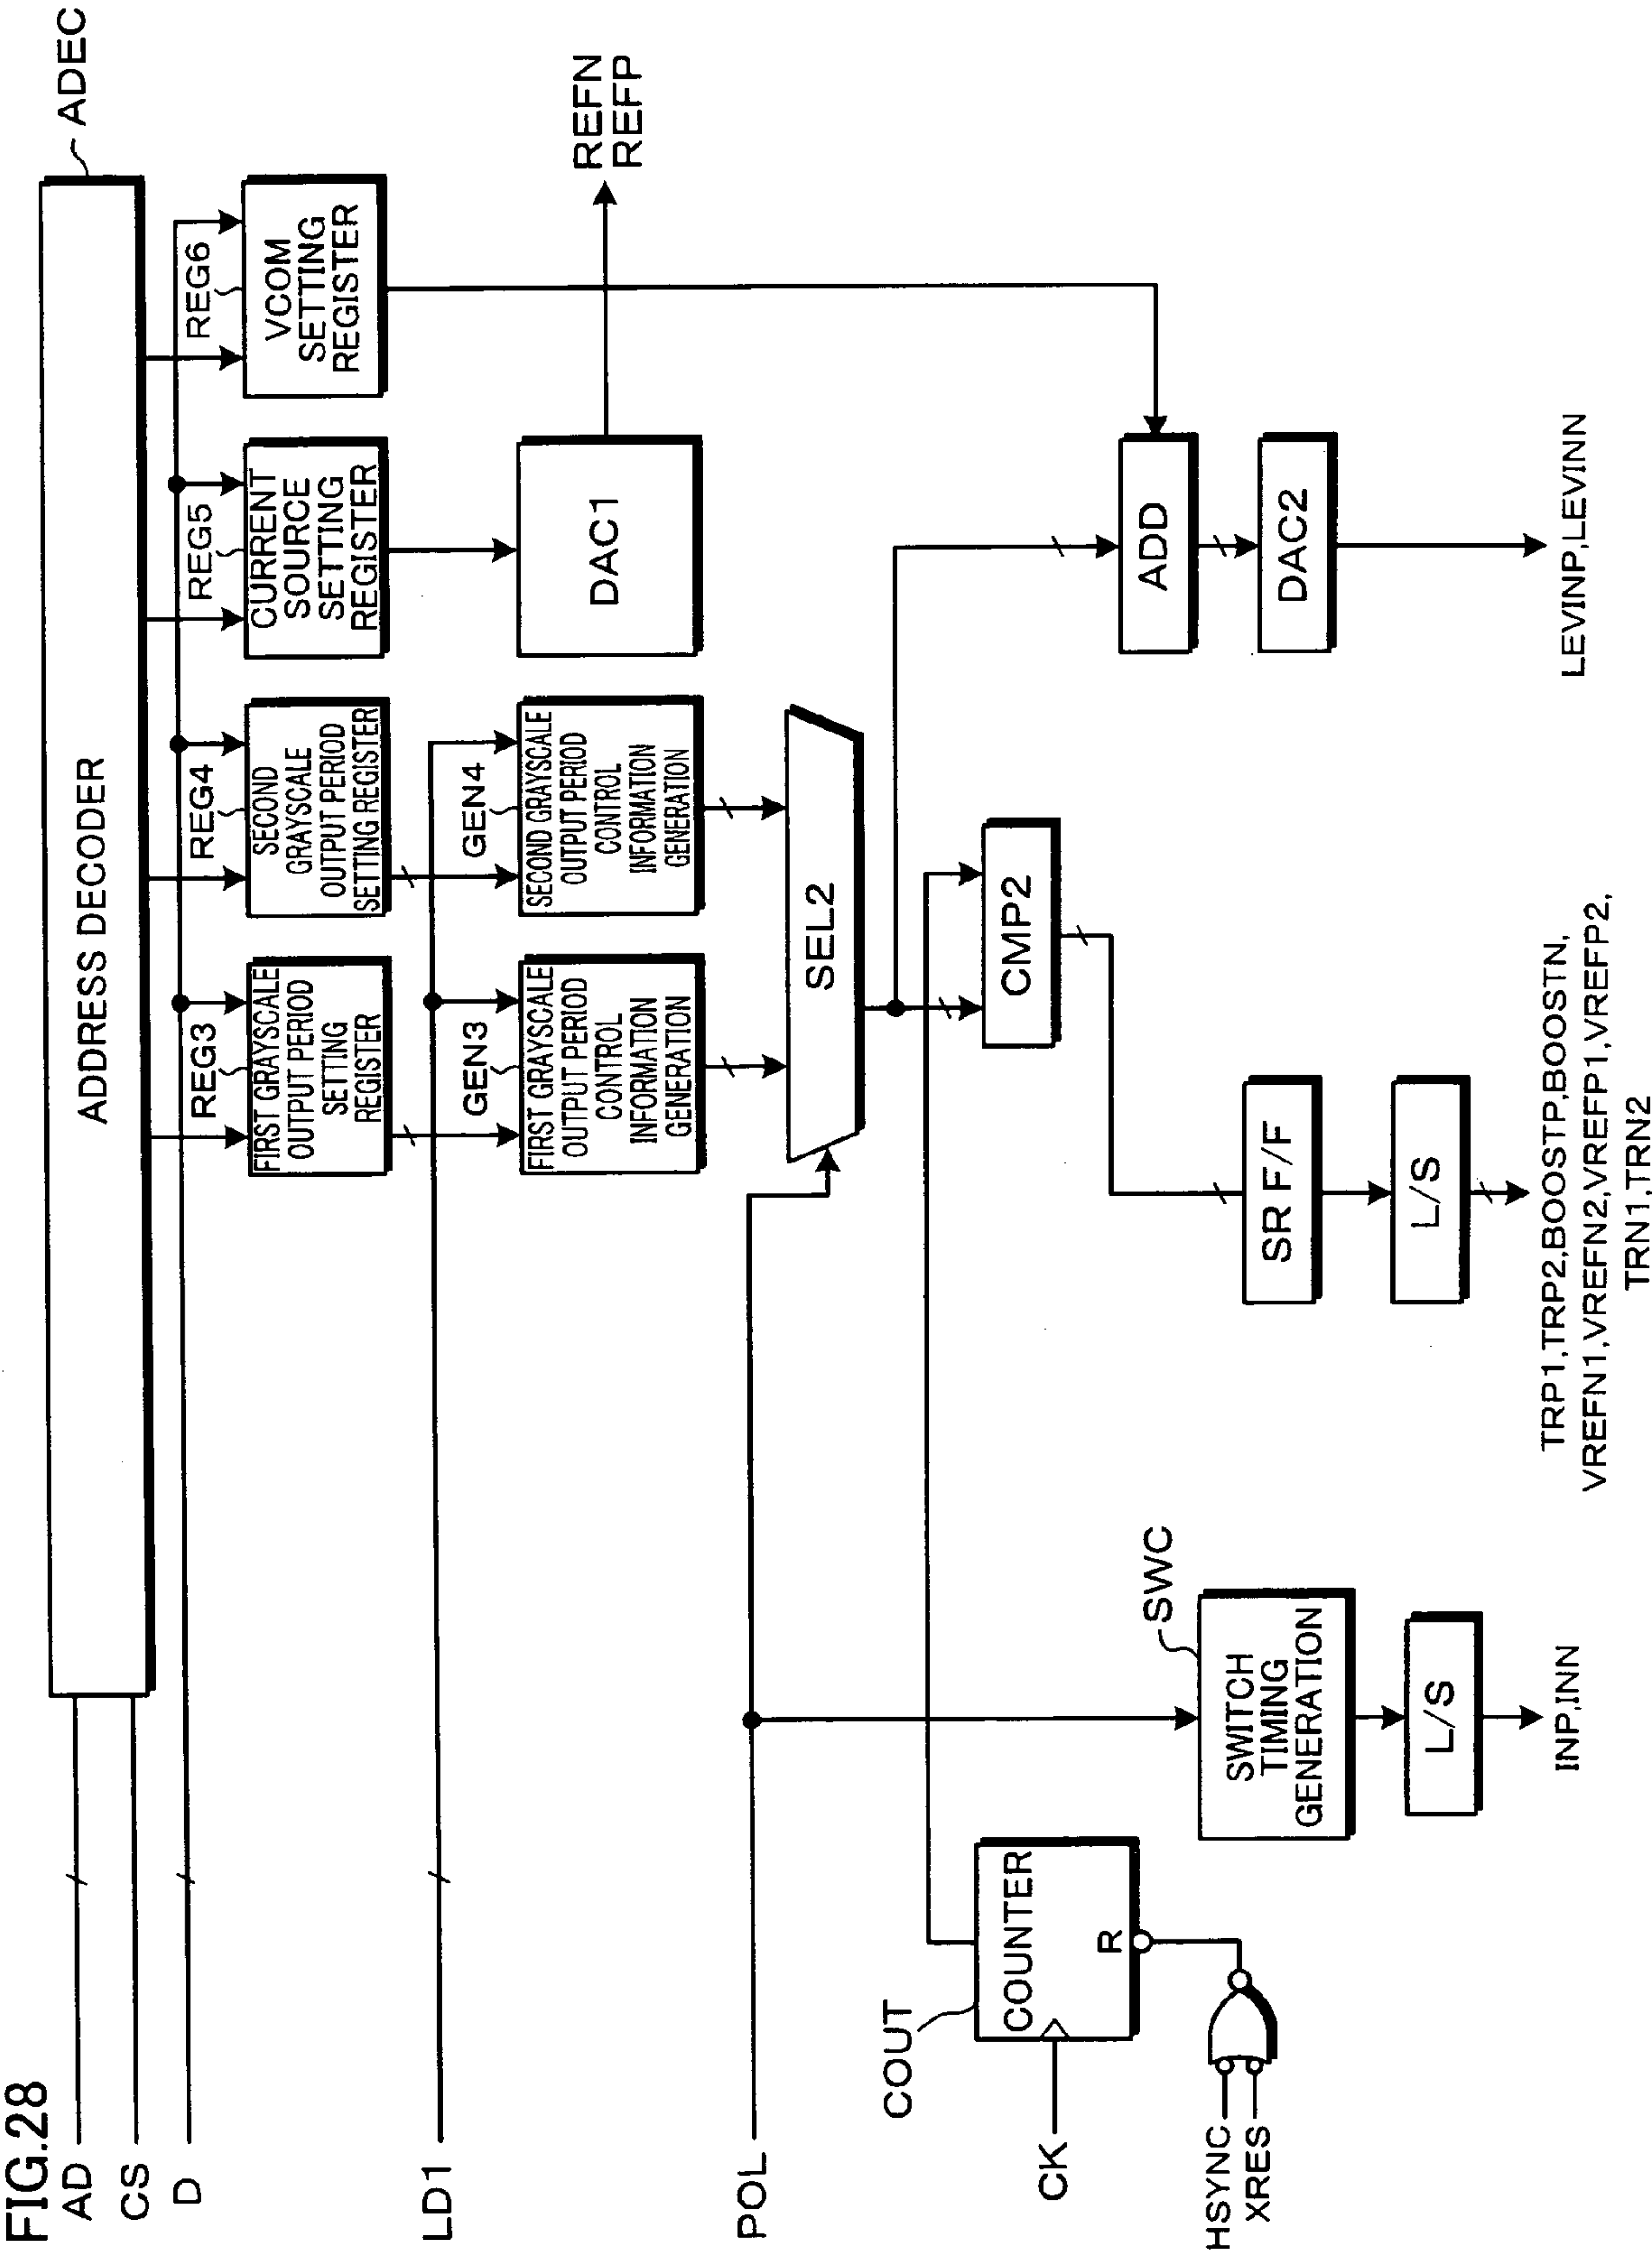 FIG.28
AD
CS
D
LD1
POL
CK
HSYNC
XRES
ADDRESS DECODER
ADEC
REG3
FIRST GRAYSCALE
OUTPUT PERIOD
SETTING
REGISTER
REG4
SECOND
GRAYSCALE
OUTPUT PERIOD
SETTING REGISTER
REG5
CURRENT
SOURCE
SETTING
REGISTER
REG6
VCOM
SETTING
REGISTER
GEN3
FIRST GRAYSCALE
OUTPUT PERIOD
CONTROL
INFORMATION
GENERATION
GEN4
SECOND GRAYSCALE
OUTPUT PERIOD
CONTROL
INFORMATION
GENERATION
DAC1
REFN
REFP
SEL2
COUT
COUNTER
R
CMP2
ADD
DAC2
LEVINP,LEVINN
SWC
SWITCH
TIMING
GENERATION
L/S
INP,INN
SR F/F
L/S
TRP1,TRP2,BOOSTP,BOOSTN,
VREFN1,VREFN2,VREFP1,VREFP2,
TRN1,TRN2